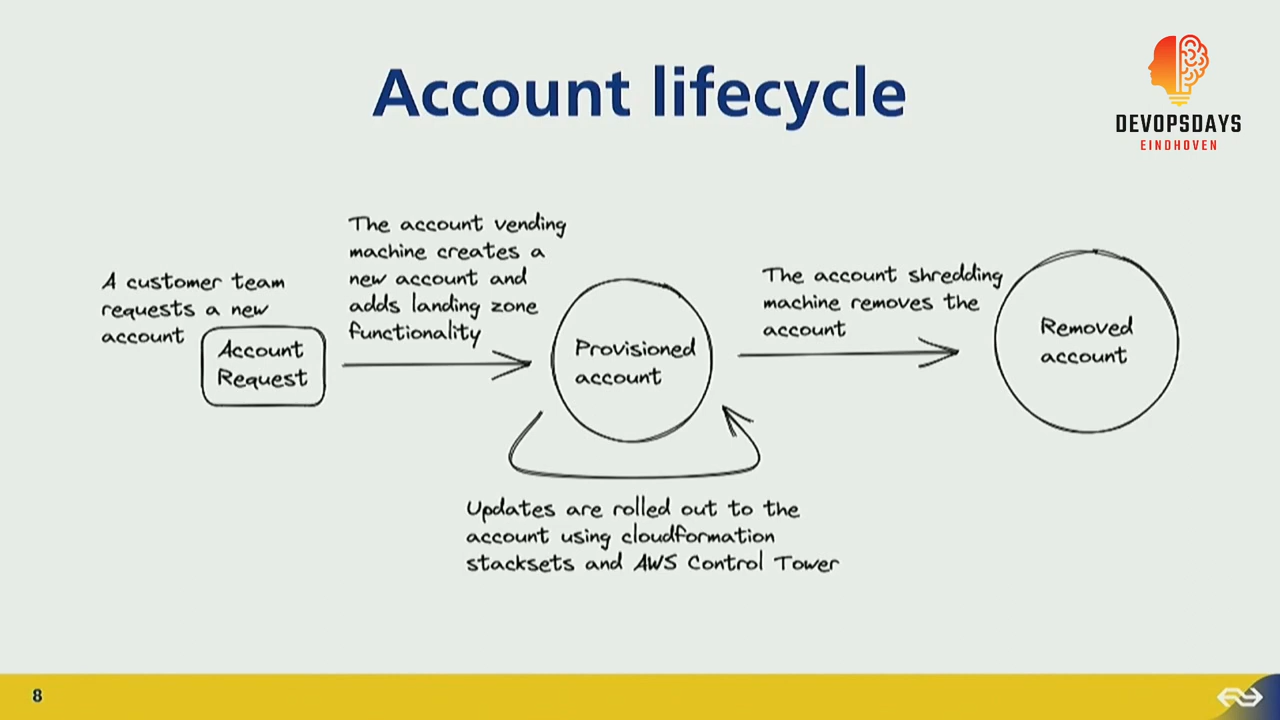 Account lifecycle
DEVOPSDAYS
EINDHOVEN
A customer team
requests a new
account
Account
Request
The account vending
machine creates a
new account and
adds landing zone
functionality
Provisioned
account
Updates are rolled out to the
account using cloudformation
stacksets and AWS Control Tower
The account shredding
machine removes the
account
Removed
account
8